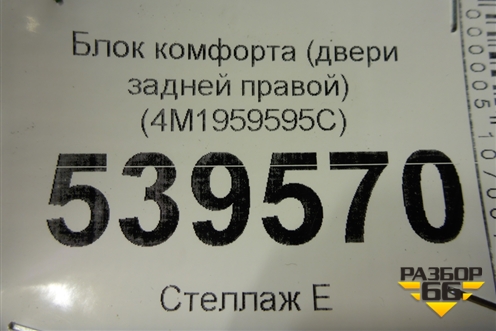 Блок комфорта (двери
задней правой)
(4M1959595C)
539570
Стеллаж Е
РАЗБОР
66